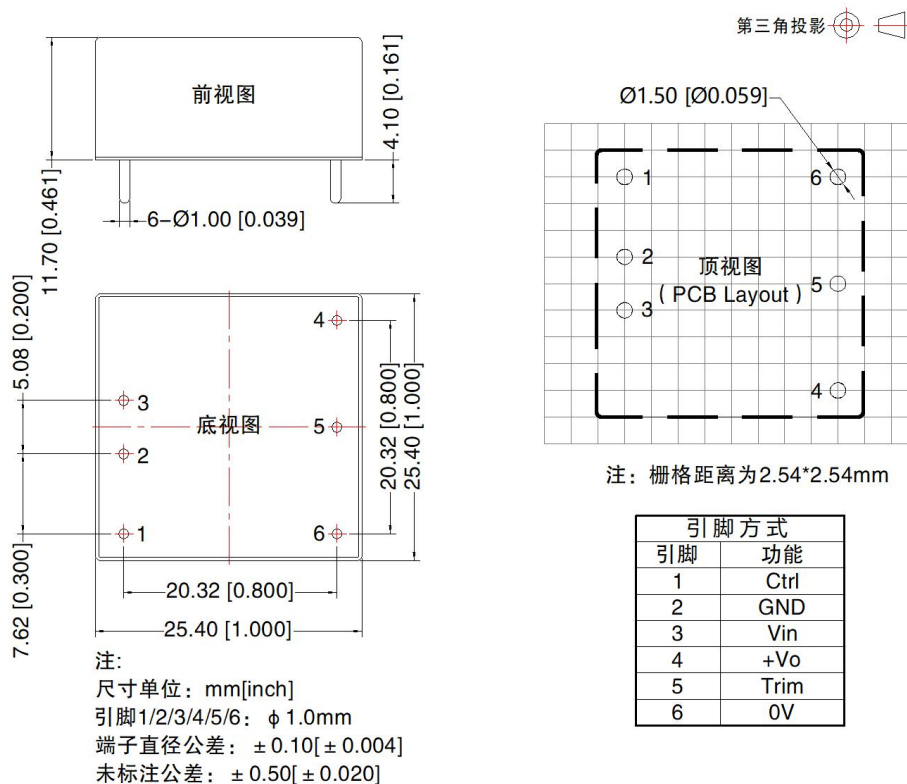 第三角投影
前视图
11.70 [0.461]
4.10 [0.161]
6-Ø1.00 [0.039]
Ø1.50 [Ø0.059]
1
6
2
顶视图
5
( PCB Layout )
3
4
注：栅格距离为2.54*2.54mm
5.08 [0.200]
7.62 [0.300]
4
3
底视图
5
2
1
6
20.32 [0.800]
25.40 [1.000]
20.32 [0.800]
25.40 [1.000]
注:
尺寸单位：mm[inch]
引脚1/2/3/4/5/6：ϕ1.0mm
端子直径公差：±0.10[±0.004]
未标注公差：±0.50[±0.020]
引脚方式
引脚 功能
1 Ctrl
2 GND
3 Vin
4 +Vo
5 Trim
6 0V